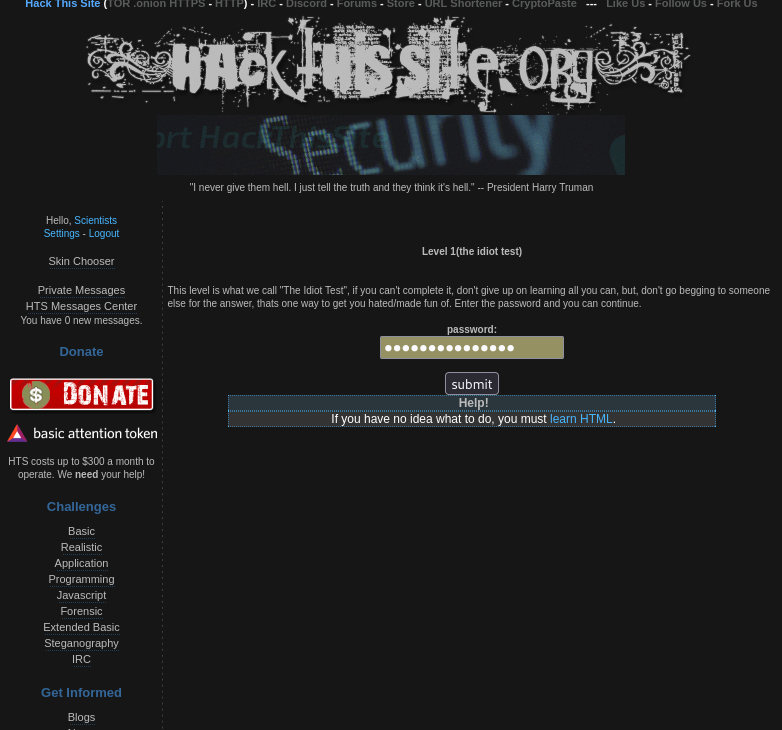 Hack This Site (TOR .onion HTTPS - HTTP) - IRC - Discord - Forums - Store - URL Shortener - CryptoPaste --- Like Us - Follow Us - Fork Us
HAck THIS SITE.ORG
ort HackThisSite
Security
"I never give them hell. I just tell the truth and they think it's hell." -- President Harry Truman
Hello, Scientists
Settings - Logout
Skin Chooser
Private Messages
HTS Messages Center
You have 0 new messages.
Donate
$ DONATE
basic attention token
HTS costs up to $300 a month to
operate. We need your help!
Challenges
Basic
Realistic
Application
Programming
Javascript
Forensic
Extended Basic
Steganography
IRC
Get Informed
Blogs
Level 1(the idiot test)
This level is what we call "The Idiot Test", if you can't complete it, don't give up on learning all you can, but, don't go begging to someone
else for the answer, thats one way to get you hated/made fun of. Enter the password and you can continue.
password:
●●●●●●●●●●●●●●●
submit
Help!
If you have no idea what to do, you must learn HTML.